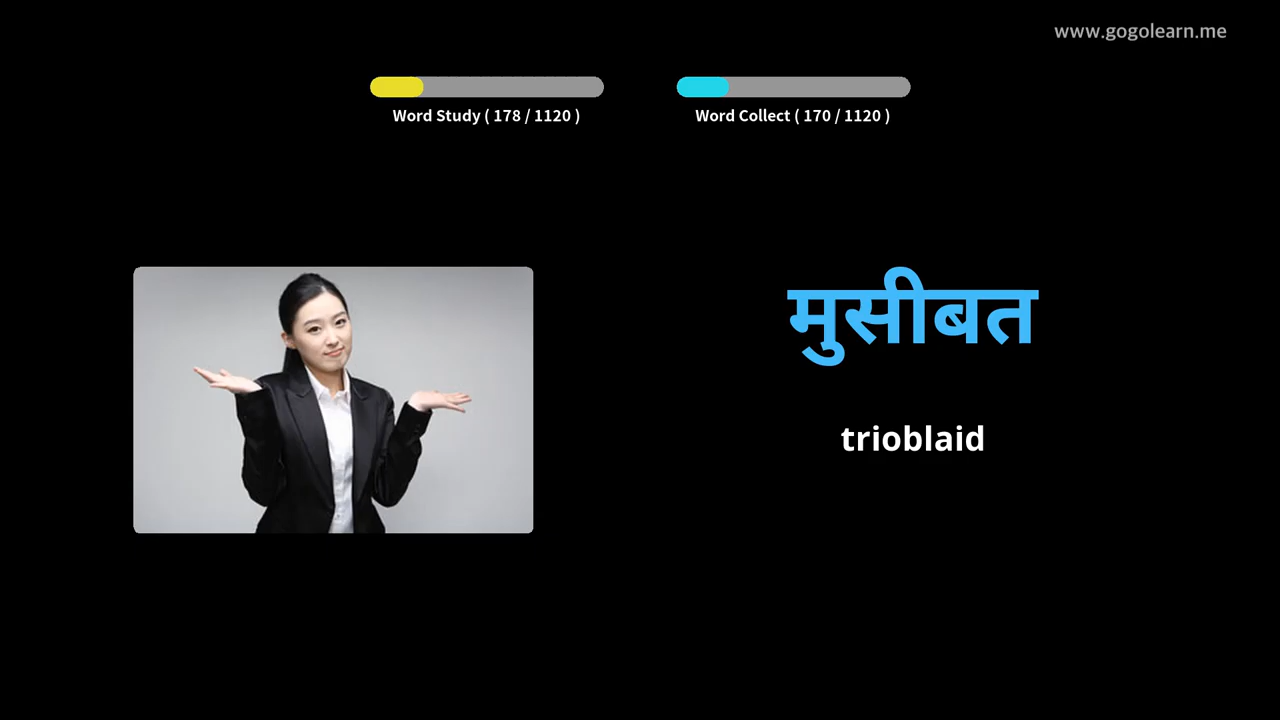 www.gogolearn.me
Word Study ( 178 / 1120 )
Word Collect ( 170 / 1120 )
मुसीबत
trioblaid